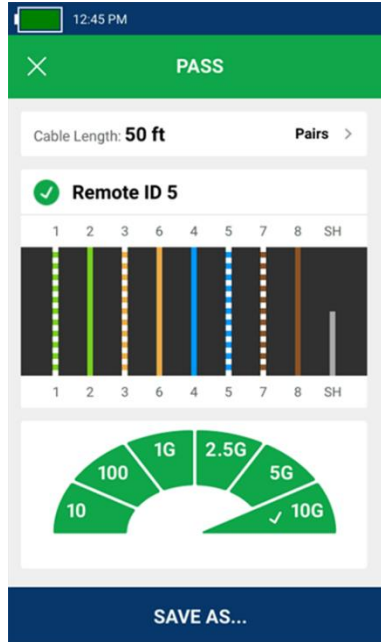 12:45 PM
PASS
Cable Length: 50 ft Pairs >
Remote ID 5
1 2 3 6 4 5 7 8 SH
1 2 3 6 4 5 7 8 SH
1G 2.5G
100 5G
10 10G
SAVE AS...